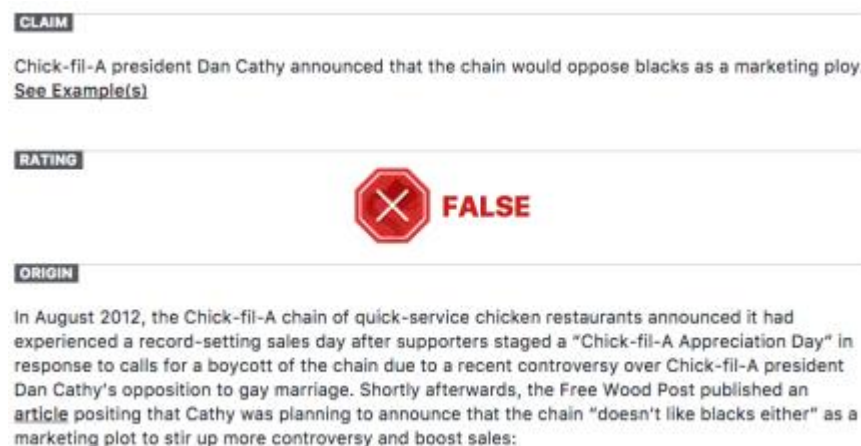 CLAIM
Chick-fil-A president Dan Cathy announced that the chain would oppose blacks as a marketing ploy
See Example(s)
RATING
FALSE
ORIGIN
In August 2012, the Chick-fil-A chain of quick-service chicken restaurants announced it had
experienced a record-setting sales day after supporters staged a “Chick-fil-A Appreciation Day” in
response to calls for a boycott of the chain due to a recent controversy over Chick-fil-A president
Dan Cathy's opposition to gay marriage. Shortly afterwards, the Free Wood Post published an
article positing that Cathy was planning to announce that the chain “doesn't like blacks either” as a
marketing plot to stir up more controversy and boost sales: